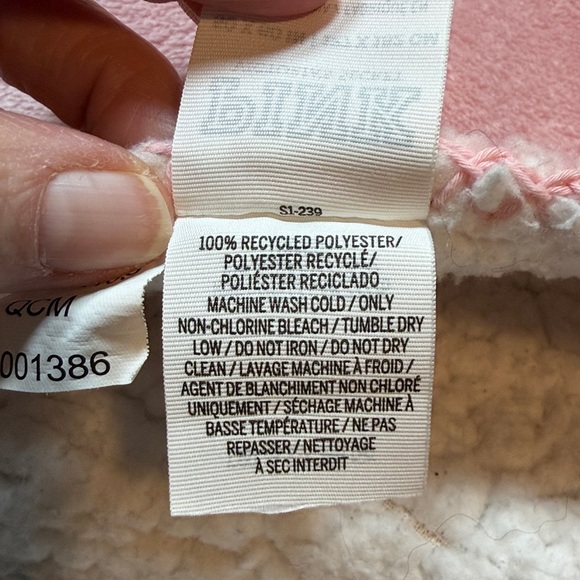 PINK
S1-239
100% RECYCLED POLYESTER/
POLYESTER RECYCLÉ/
POLIÉSTER RECICLADO
MACHINE WASH COLD / ONLY
NON-CHLORINE BLEACH / TUMBLE DRY
LOW / DO NOT IRON / DO NOT DRY
CLEAN / LAVAGE MACHINE À FROID /
AGENT DE BLANCHIMENT NON CHLORÉ
UNIQUEMENT / SÉCHAGE MACHINE À
BASSE TEMPÉRATURE / NE PAS
REPASSER / NETTOYAGE
À SEC INTERDIT
QCM
001386